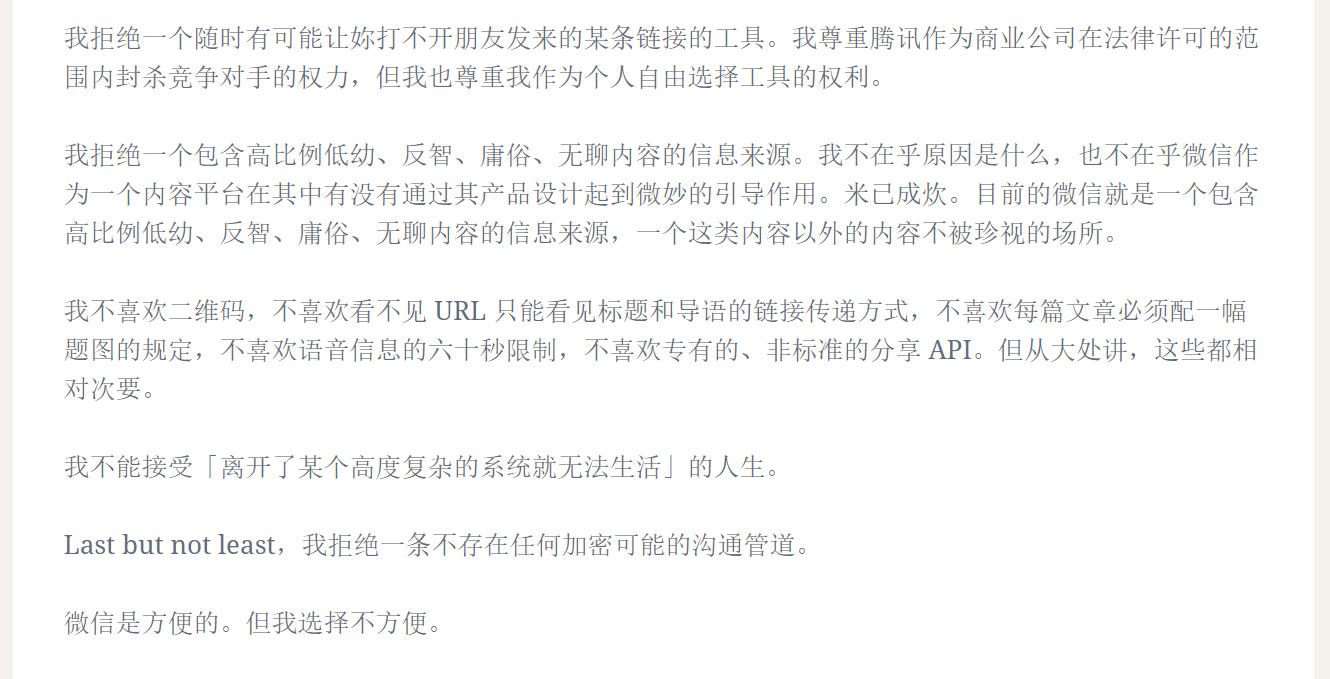 我拒绝一个随时有可能让妳打不开朋友发来的某条链接的工具。我尊重腾讯作为商业公司在法律许可的范
围内封杀竞争对手的权力，但我也尊重我作为个人自由选择工具的权利。
我拒绝一个包含高比例低幼、反智、庸俗、无聊内容的信息来源。我不在乎原因是什么，也不在乎微信作
为一个内容平台在其中有没有通过其产品设计起到微妙的引导作用。米已成炊。目前的微信就是一个包含
高比例低幼、反智、庸俗、无聊内容的信息来源，一个这类内容以外的内容不被珍视的场所。
我不喜欢二维码，不喜欢看不见 URL 只能看见标题和导语的链接传递方式，不喜欢每篇文章必须配一幅
题图的规定，不喜欢语音信息的六十秒限制，不喜欢专有的、非标准的分享 API。但从大处讲，这些都相
对次要。
我不能接受「离开了某个高度复杂的系统就无法生活」的人生。
Last but not least，我拒绝一条不存在任何加密可能的沟通管道。
微信是方便的。但我选择不方便。